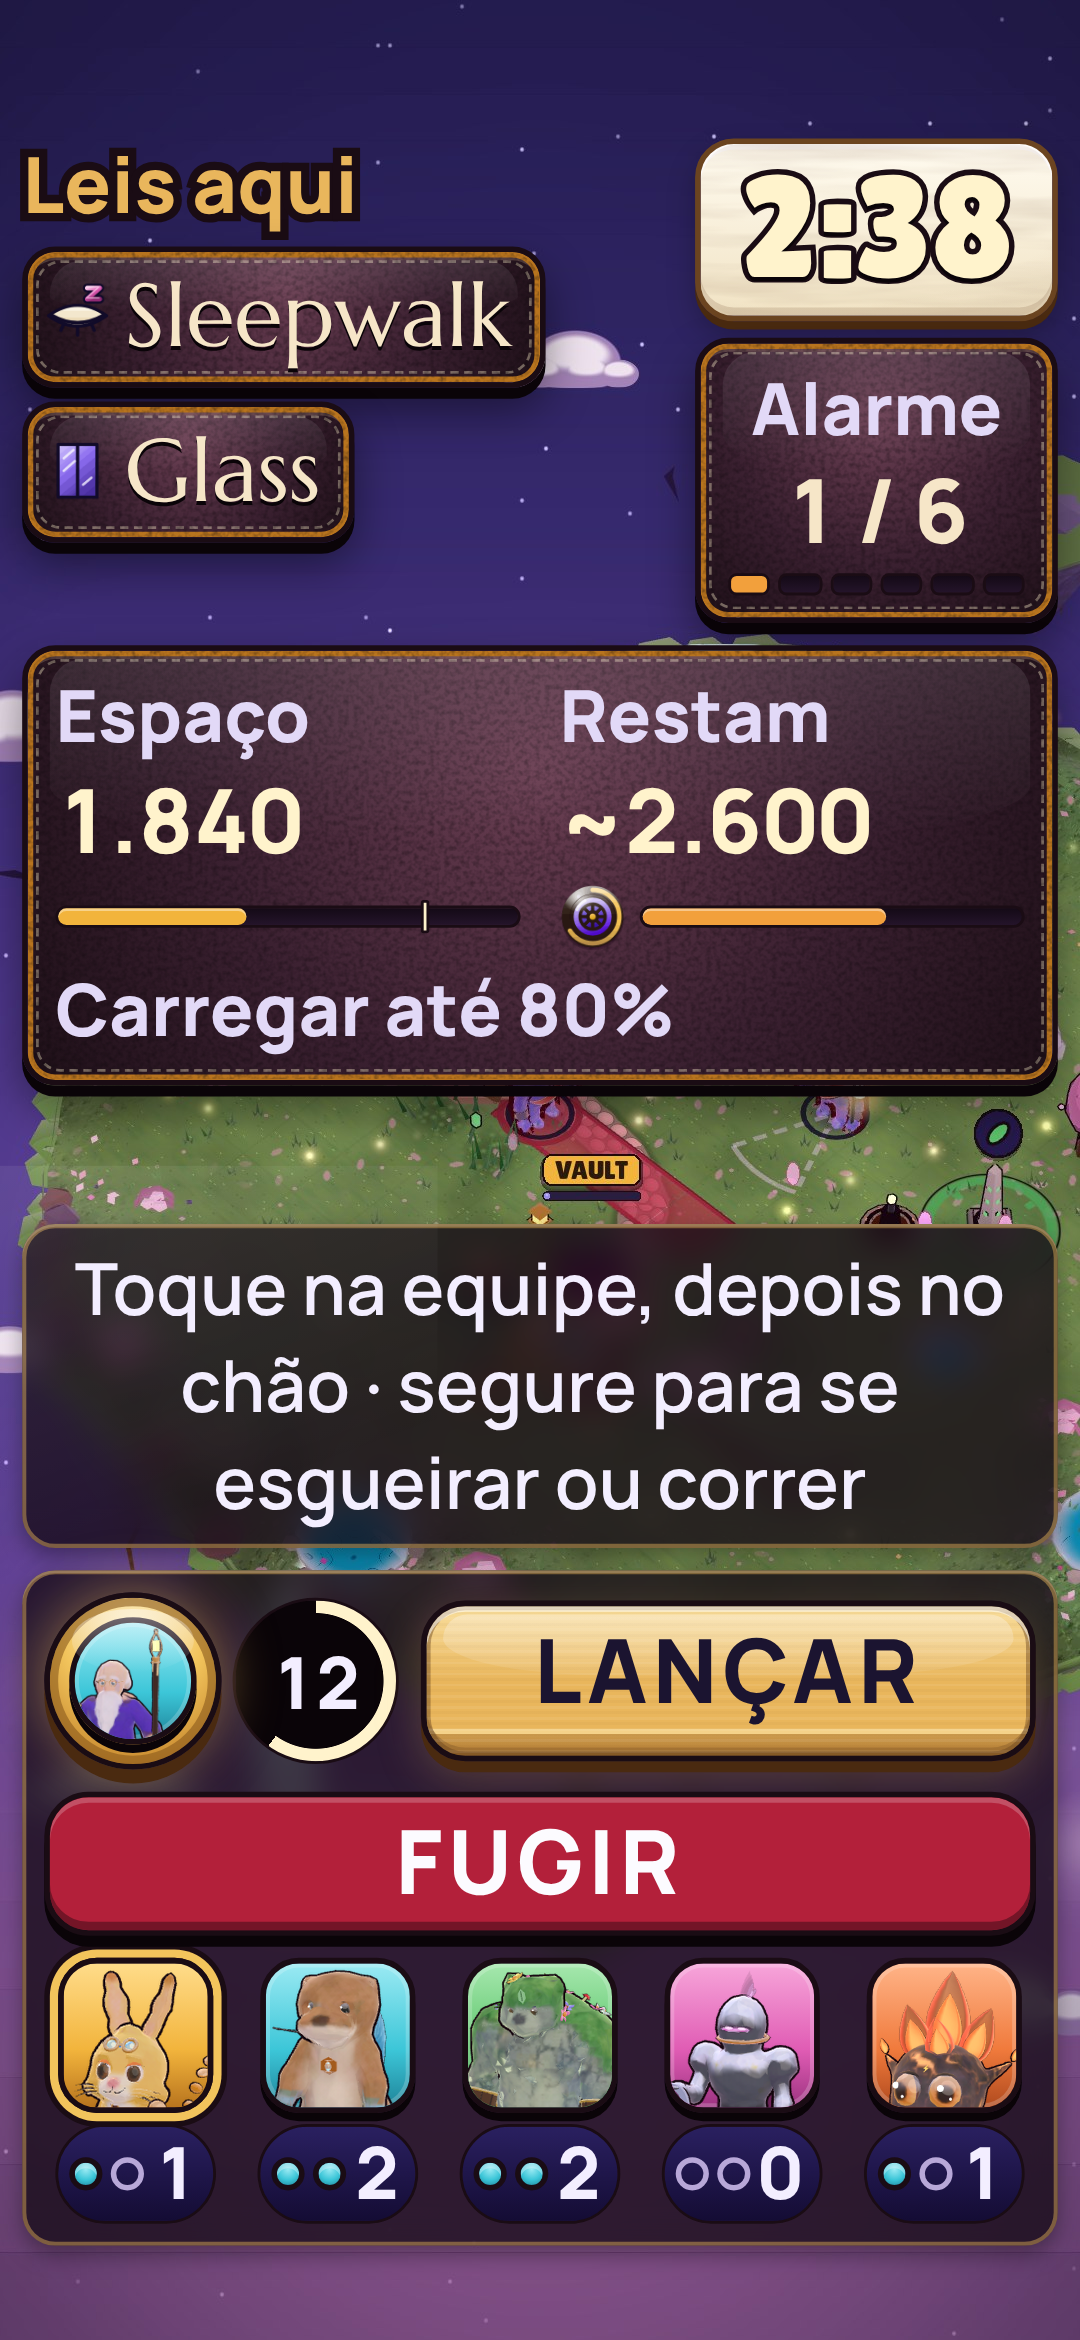 Leis aqui
Sleepwalk
Glass
2:38
Alarme
1 / 6
Espaço
1.840
Restam
~2.600
Carregar até 80%
VAULT
Toque na equipe, depois no
chão · segure para se
esgueirar ou correr
12
LANÇAR
FUGIR
1
2
2
0
1